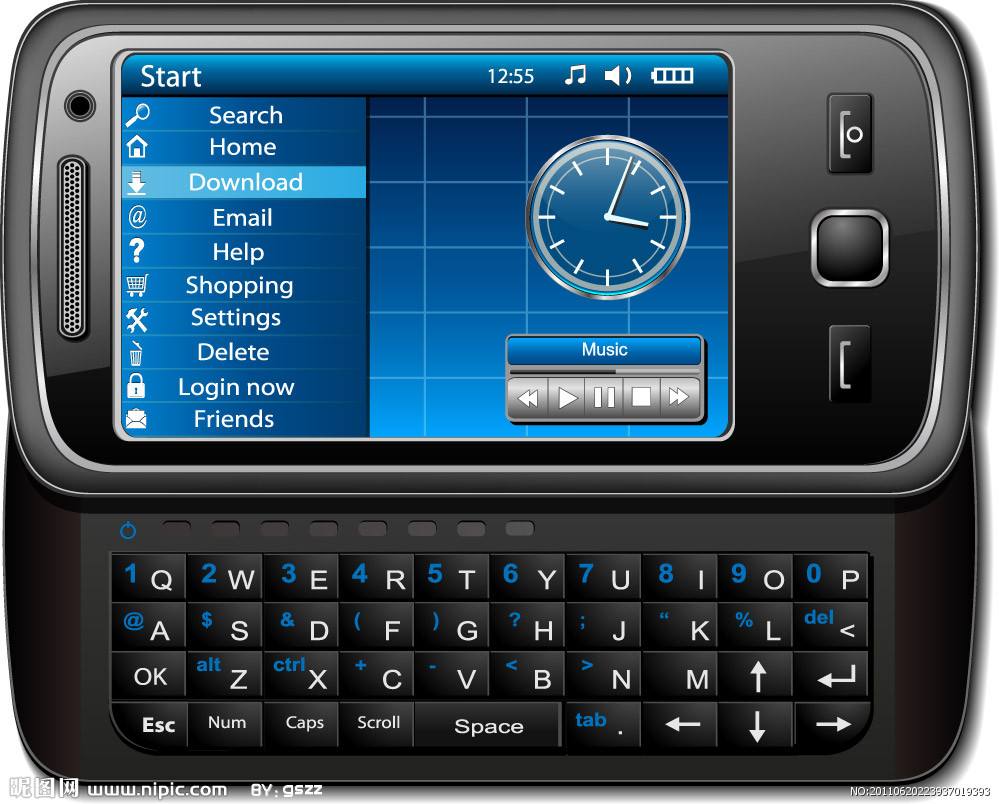 Start 12:55
Search
Home
Download
@ Email
? Help
Shopping
Settings
Delete
Login now
Friends
Music
1 Q 2 W 3 E 4 R 5 T 6 Y 7 U 8 I 9 O 0 P
@ A $ S & D ( F ) G ? H ; J “ K % L del <
OK alt Z ctrl X + C - V < B > N M ↑ ↵
Esc Num Caps Scroll Space tab . ← ↓ →
昵图网 www.nipic.com BY:gszz NO:20110620223937019393